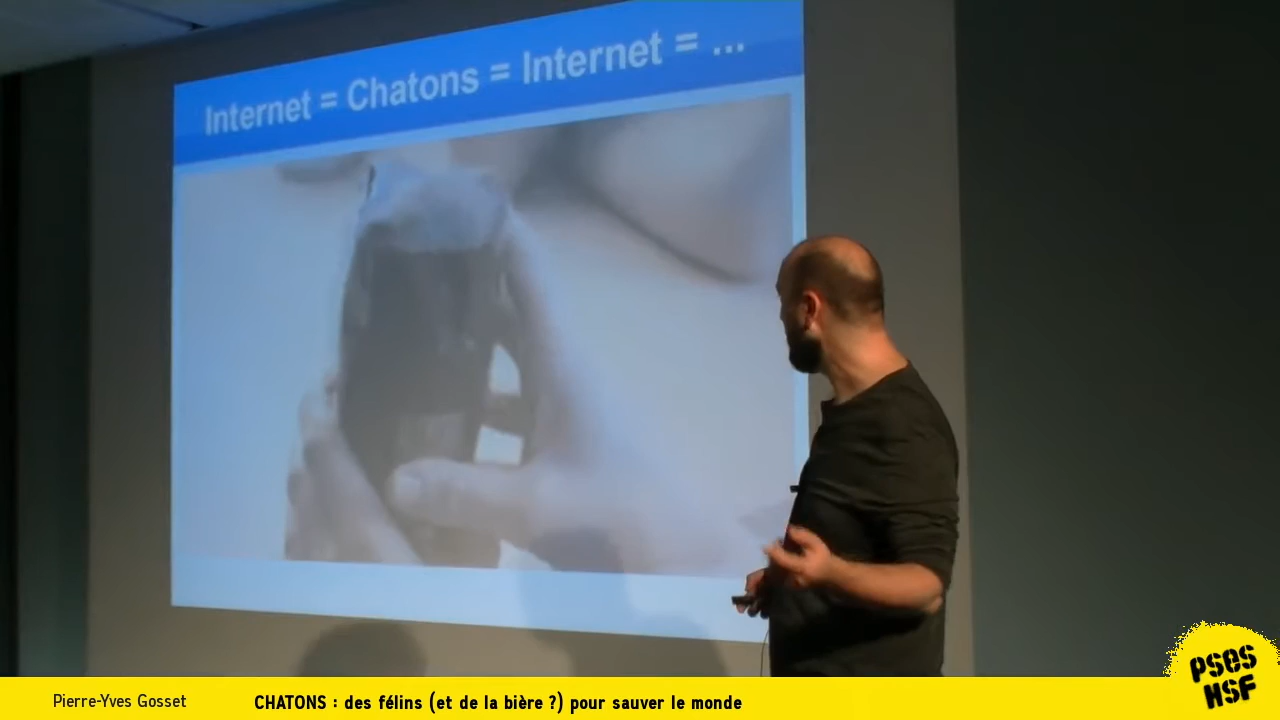 Internet = Chatons = Internet = ...
Pierre-Yves Gosset
CHATONS : des félins (et de la bière ?) pour sauver le monde
PSES
HSF